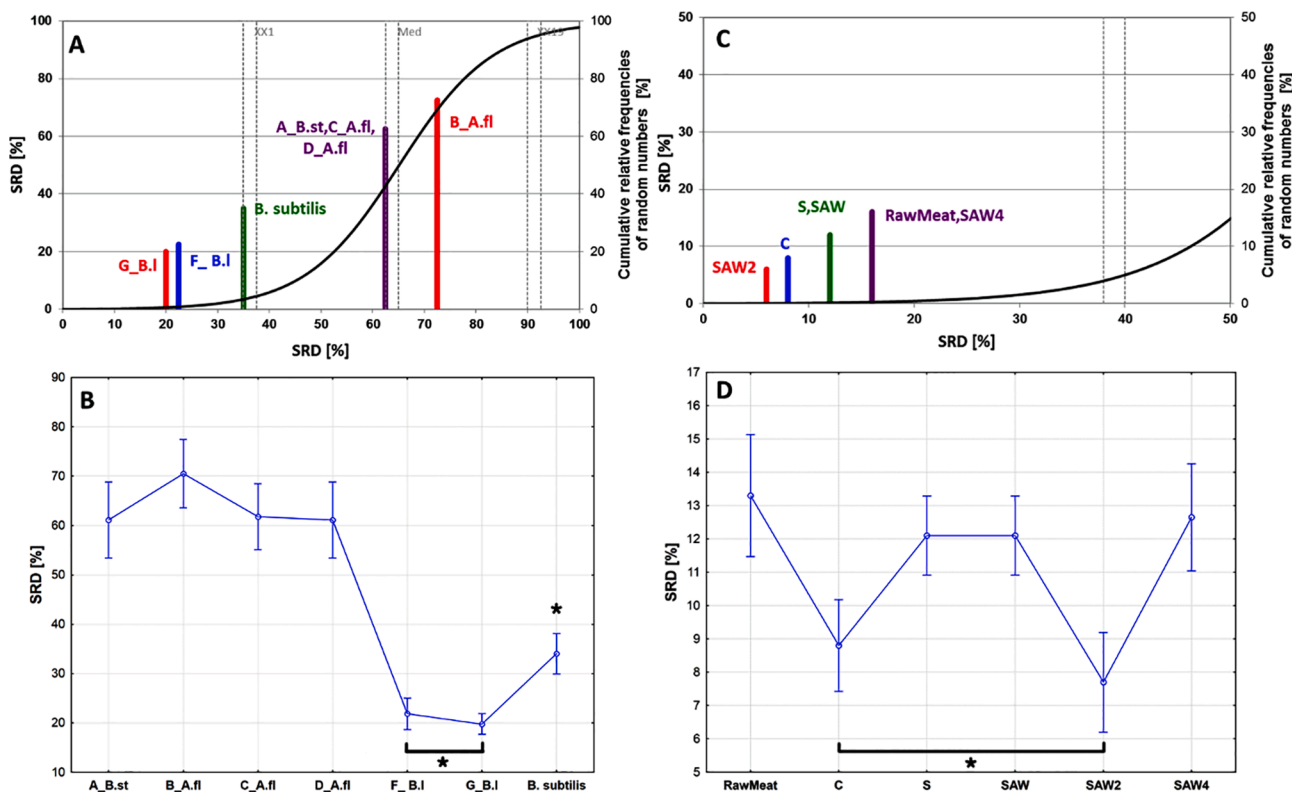 A
XX1
Med
XX19
100
80
60
40
20
0
SRD [%]
100
80
60
40
20
0
Cumulative relative frequencies
of random numbers [%]
G_B.l
F_ B.l
B. subtilis
A_B.st,C_A.fl,
D_A.fl
B_A.fl
0 10 20 30 40 50 60 70 80 90 100
SRD [%]
C
50
40
30
20
10
0
SRD [%]
50
40
30
20
10
0
Cumulative relative frequencies
of random numbers [%]
SAW2
C
S,SAW
RawMeat,SAW4
0 10 20 30 40 50
SRD [%]
B
90
80
70
60
50
40
30
20
10
SRD [%]
*
*
A_B.st B_A.fl C_A.fl D_A.fl F_ B.l G_B.l B. subtilis
D
17
16
15
14
13
12
11
10
9
8
7
6
5
SRD [%]
*
RawMeat C S SAW SAW2 SAW4